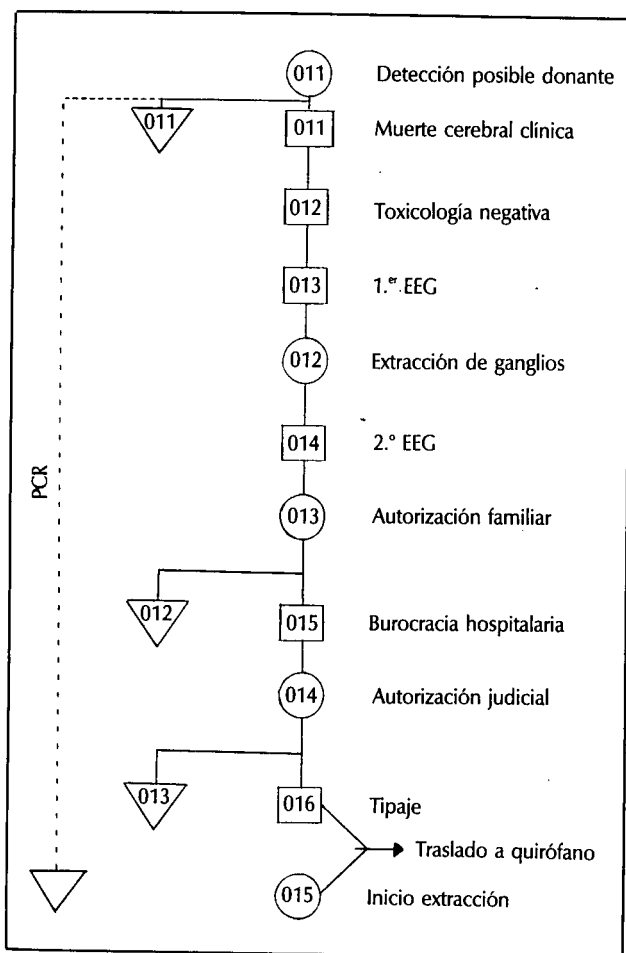 011 Detección posible donante
011 011 Muerte cerebral clínica
012 Toxicología negativa
013 1.er EEG
012 Extracción de ganglios
014 2.º EEG
PCR
013 Autorización familiar
012 015 Burocracia hospitalaria
014 Autorización judicial
013 016 Tipaje
Traslado a quirófano
015 Inicio extracción